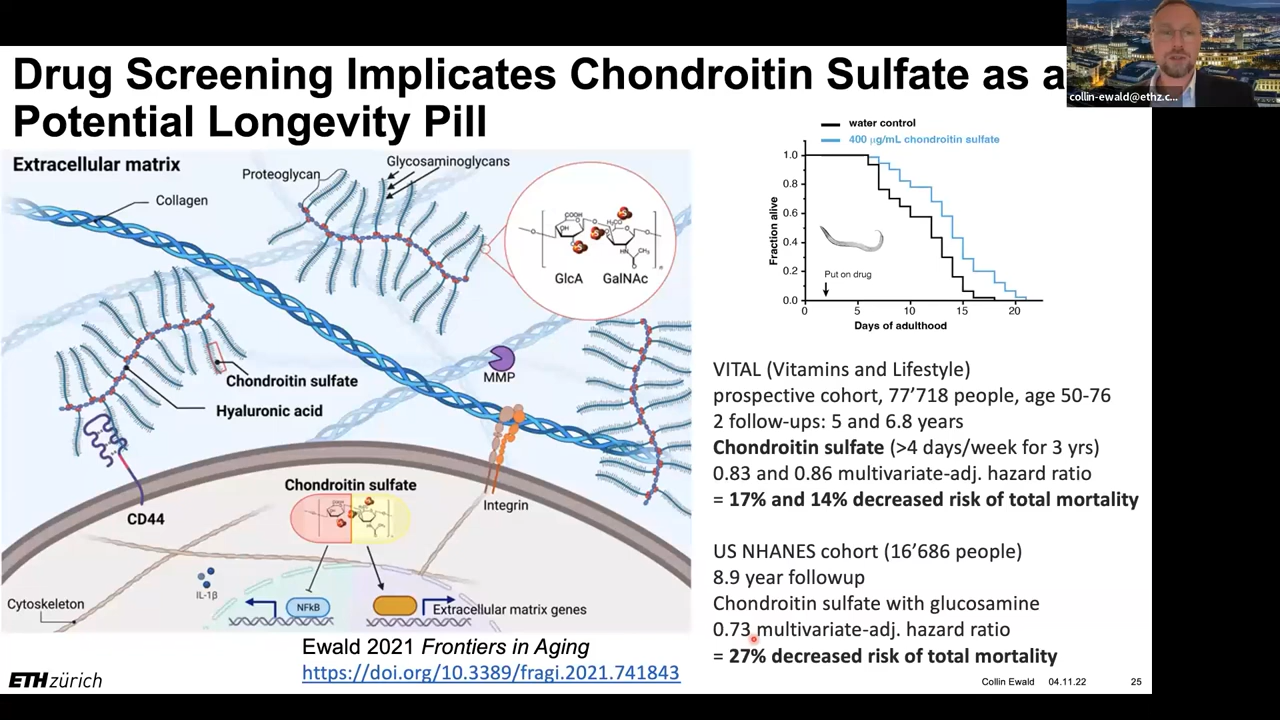 Drug Screening Implicates Chondroitin Sulfate as a
Potential Longevity Pill
collin-ewald@ethz.c...
Extracellular matrix
Collagen
Proteoglycan
Glycosaminoglycans
GlcA GalNAc
Chondroitin sulfate
Hyaluronic acid
MMP
CD44
Integrin
Chondroitin sulfate
IL-1β
NFkB
Extracellular matrix genes
Cytoskeleton
Ewald 2021 Frontiers in Aging
https://doi.org/10.3389/fragi.2021.741843
water control
400 µg/mL chondroitin sulfate
Fraction alive
1.0
0.8
0.6
0.4
0.2
0.0
Put on drug
0 5 10 15 20
Days of adulthood
VITAL (Vitamins and Lifestyle)
prospective cohort, 77’718 people, age 50-76
2 follow-ups: 5 and 6.8 years
Chondroitin sulfate (>4 days/week for 3 yrs)
0.83 and 0.86 multivariate-adj. hazard ratio
= 17% and 14% decreased risk of total mortality
US NHANES cohort (16’686 people)
8.9 year followup
Chondroitin sulfate with glucosamine
0.73 multivariate-adj. hazard ratio
= 27% decreased risk of total mortality
ETH zürich
Collin Ewald 04.11.22 25